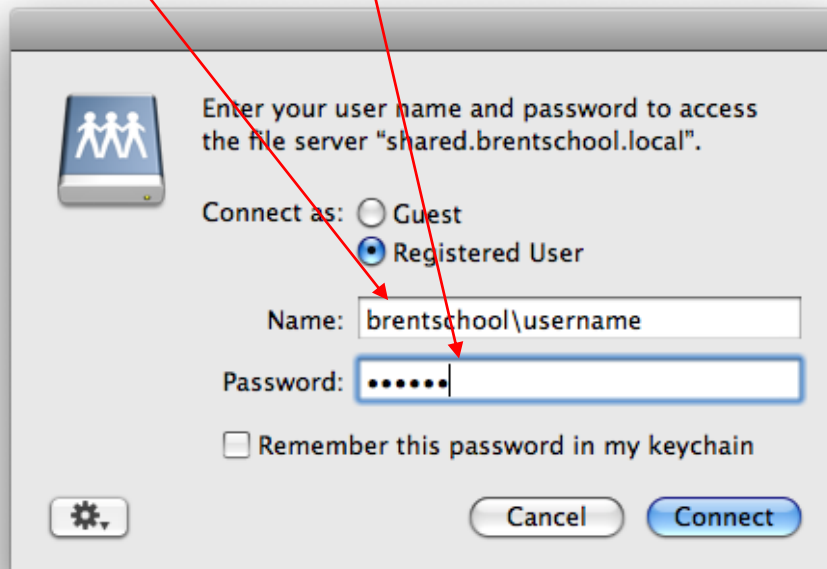 Enter your user name and password to access
the file server “shared.brentschool.local”.
Connect as: Guest
Registered User
Name: brentschool\username
Password: ••••••
Remember this password in my keychain
Cancel Connect